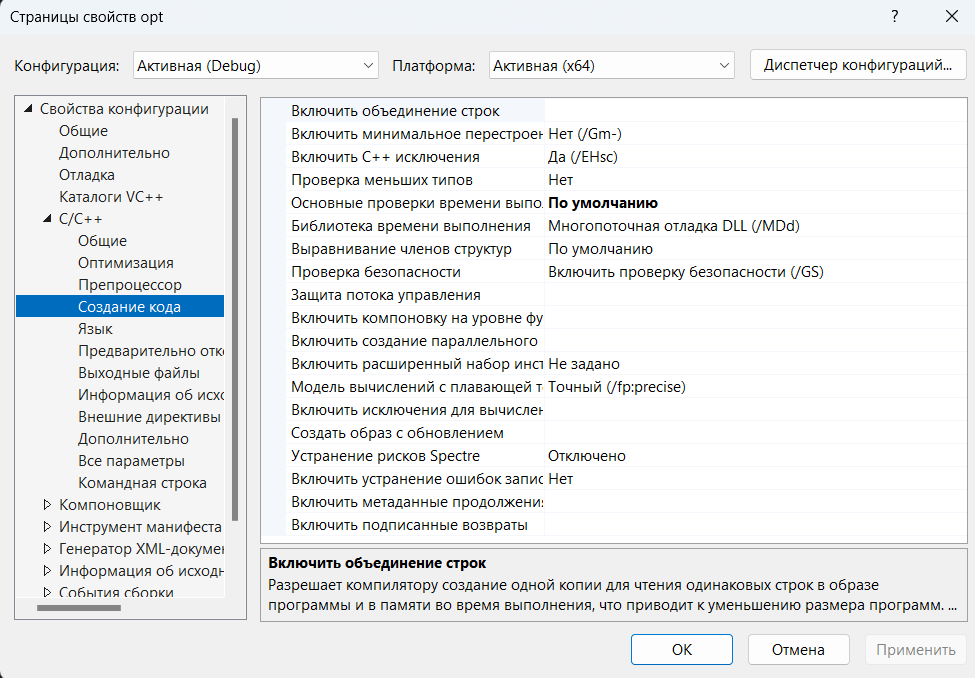 Страницы свойств opt
?
Конфигурация: Активная (Debug) Платформа: Активная (x64) Диспетчер конфигураций...
Свойства конфигурации
Общие
Дополнительно
Отладка
Каталоги VC++
C/C++
Общие
Оптимизация
Препроцессор
Создание кода
Язык
Предварительно отко
Выходные файлы
Информация об исхо
Внешние директивы
Дополнительно
Все параметры
Командная строка
Компоновщик
Инструмент манифеста
Генератор XML-докумен
Информация об исходн
События сборки
Включить объединение строк
Включить минимальное перестроен Нет (/Gm-)
Включить C++ исключения Да (/EHsc)
Проверка меньших типов Нет
Основные проверки времени выпо. По умолчанию
Библиотека времени выполнения Многопоточная отладка DLL (/MDd)
Выравнивание членов структур По умолчанию
Проверка безопасности Включить проверку безопасности (/GS)
Защита потока управления
Включить компоновку на уровне фу
Включить создание параллельного
Включить расширенный набор инст Не задано
Модель вычислений с плавающей т Точный (/fp:precise)
Включить исключения для вычислен
Создать образ с обновлением
Устранение рисков Spectre Отключено
Включить устранение ошибок запис Нет
Включить метаданные продолжения
Включить подписанные возвраты
Включить объединение строк
Разрешает компилятору создание одной копии для чтения одинаковых строк в образе
программы и в памяти во время выполнения, что приводит к уменьшению размера программ. ...
OK Отмена Применить